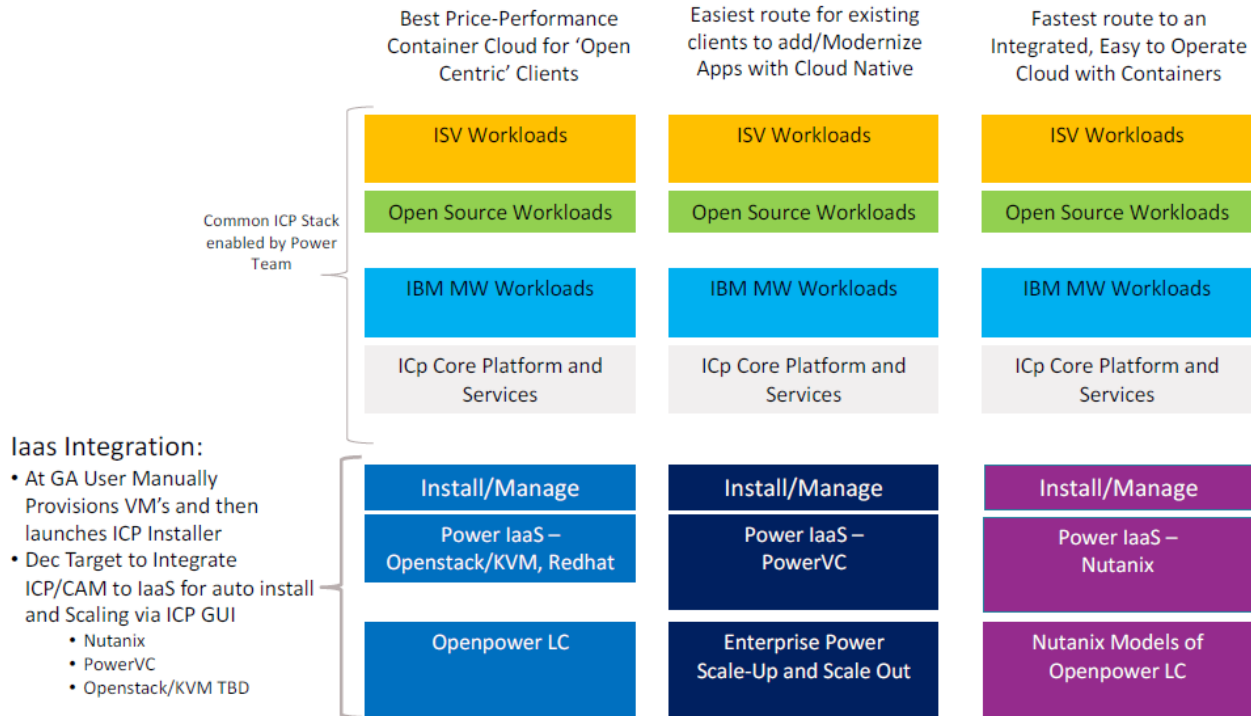 Best Price-Performance
Container Cloud for ‘Open
Centric’ Clients
Easiest route for existing
clients to add/Modernize
Apps with Cloud Native
Fastest route to an
Integrated, Easy to Operate
Cloud with Containers
Common ICP Stack
enabled by Power
Team
ISV Workloads
ISV Workloads
ISV Workloads
Open Source Workloads
Open Source Workloads
Open Source Workloads
IBM MW Workloads
IBM MW Workloads
IBM MW Workloads
ICp Core Platform and
Services
ICp Core Platform and
Services
ICp Core Platform and
Services
Iaas Integration:
• At GA User Manually
Provisions VM’s and then
launches ICP Installer
• Dec Target to Integrate
ICP/CAM to IaaS for auto install
and Scaling via ICP GUI
• Nutanix
• PowerVC
• Openstack/KVM TBD
Install/Manage
Install/Manage
Install/Manage
Power IaaS –
Openstack/KVM, Redhat
Power IaaS –
PowerVC
Power IaaS –
Nutanix
Openpower LC
Enterprise Power
Scale-Up and Scale Out
Nutanix Models of
Openpower LC